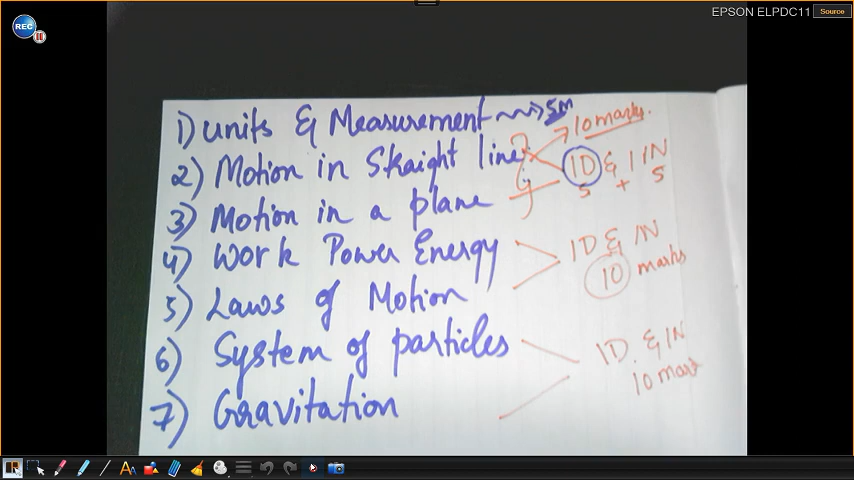 EPSON ELPDC11 Source
REC
1) Units & Measurement → 5M
2) Motion in Straight line
3) Motion in a plane
10 marks.
1D & IN
5 + 5
4) Work Power Energy
5) Laws of Motion
1D & IN
10 marks
6) System of particles
7) Gravitation
1D & IN
10 mark